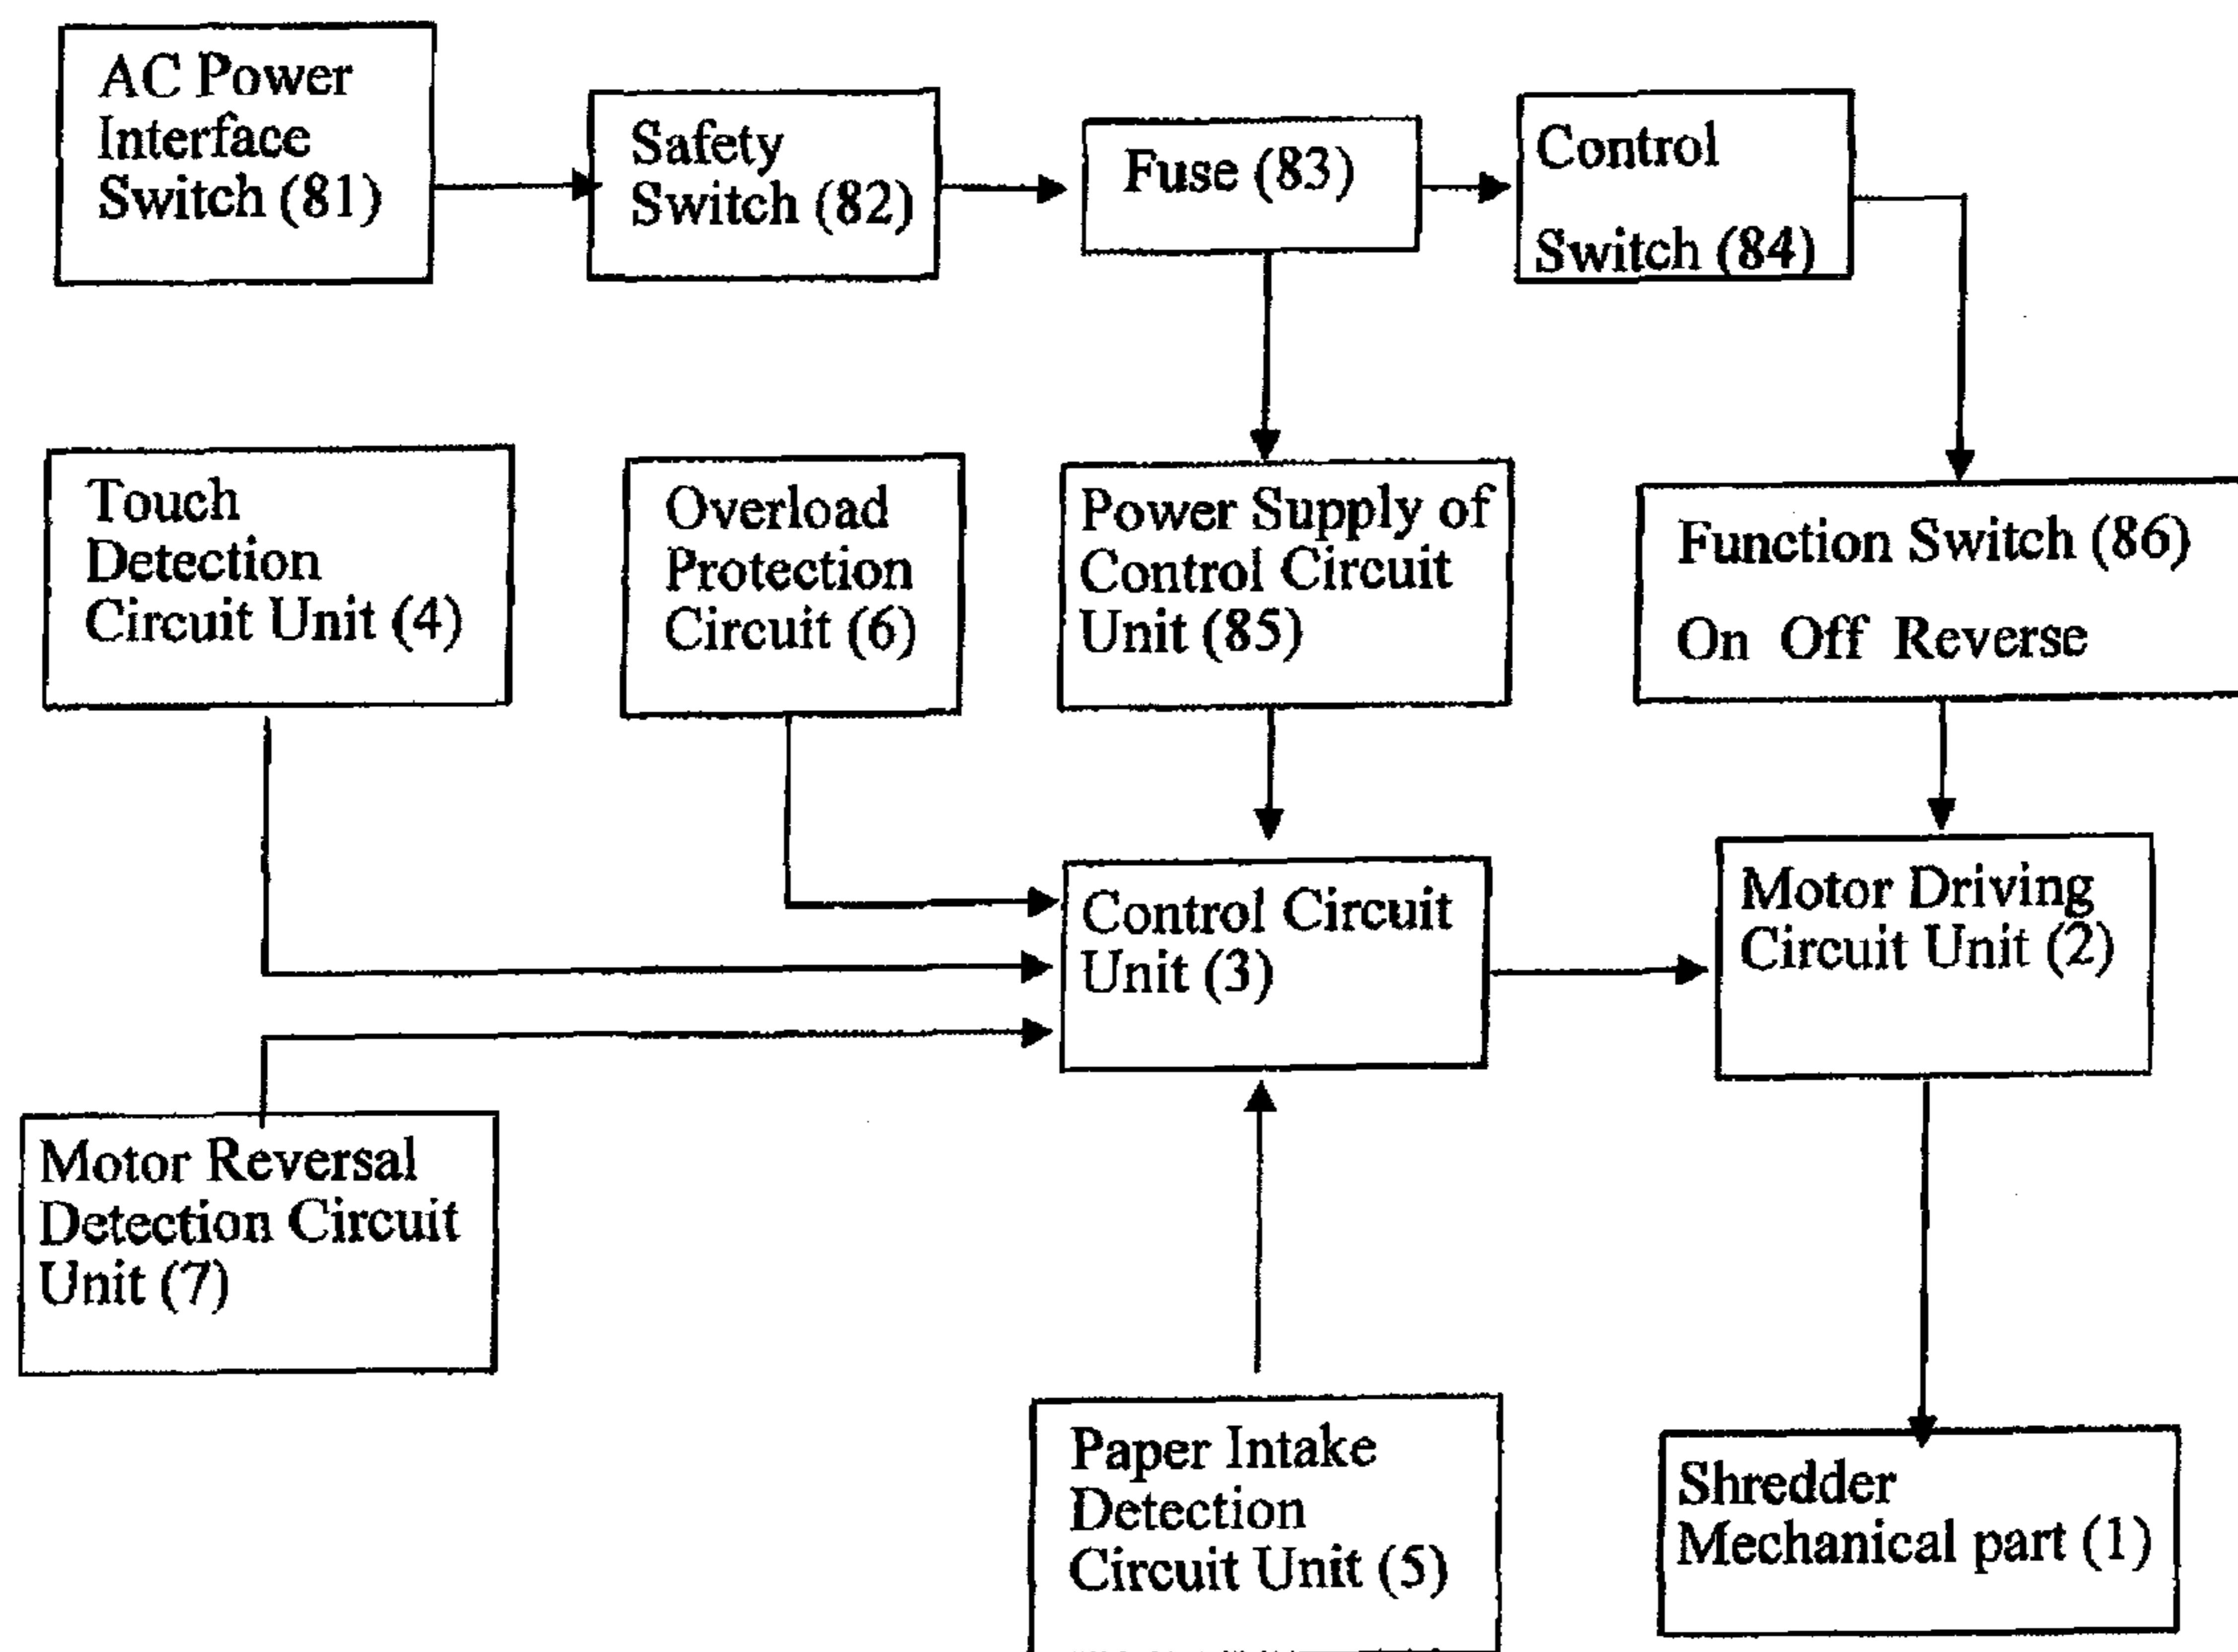 AC Power
Interface
Switch (81)
Safety
Switch (82)
Fuse (83)
Control
Switch (84)
Touch
Detection
Circuit Unit (4)
Overload
Protection
Circuit (6)
Power Supply of
Control Circuit
Unit (85)
Function Switch (86)
On Off Reverse
Control Circuit
Unit (3)
Motor Driving
Circuit Unit (2)
Motor Reversal
Detection Circuit
Unit (7)
Paper Intake
Detection
Circuit Unit (5)
Shredder
Mechanical part (1)